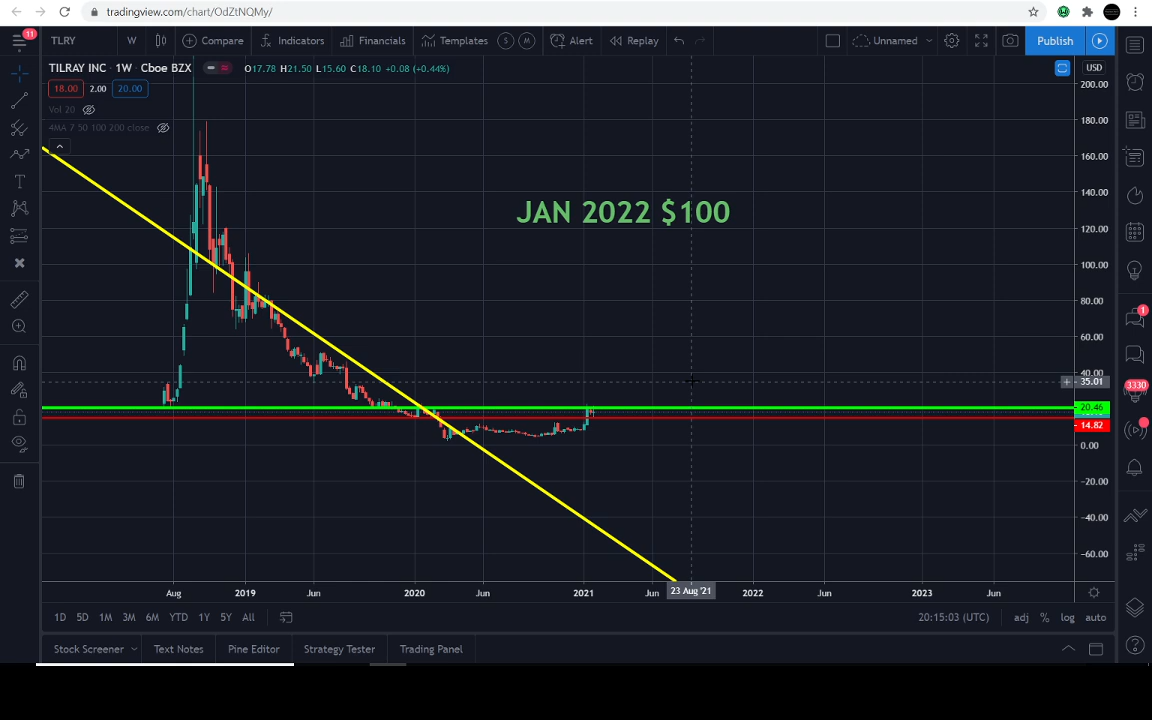 tradingview.com/chart/OdZtNQMy/
11
TLRY W Compare Indicators Financials Templates S M Alert Replay Unnamed Publish
TILRAY INC · 1W · Cboe BZX O17.78 H21.50 L15.60 C18.10 +0.08 (+0.44%) USD
18.00 2.00 20.00
Vol 20
4MA 7 50 100 200 close
JAN 2022 $100
200.00
180.00
160.00
140.00
120.00
100.00
80.00
60.00
40.00
35.01
20.46
14.82
0.00
−20.00
−40.00
−60.00
1
3330
Aug 2019 Jun 2020 Jun 2021 Jun 23 Aug '21 2022 Jun 2023 Jun
1D 5D 1M 3M 6M YTD 1Y 5Y All 20:15:03 (UTC) adj % log auto
Stock Screener Text Notes Pine Editor Strategy Tester Trading Panel